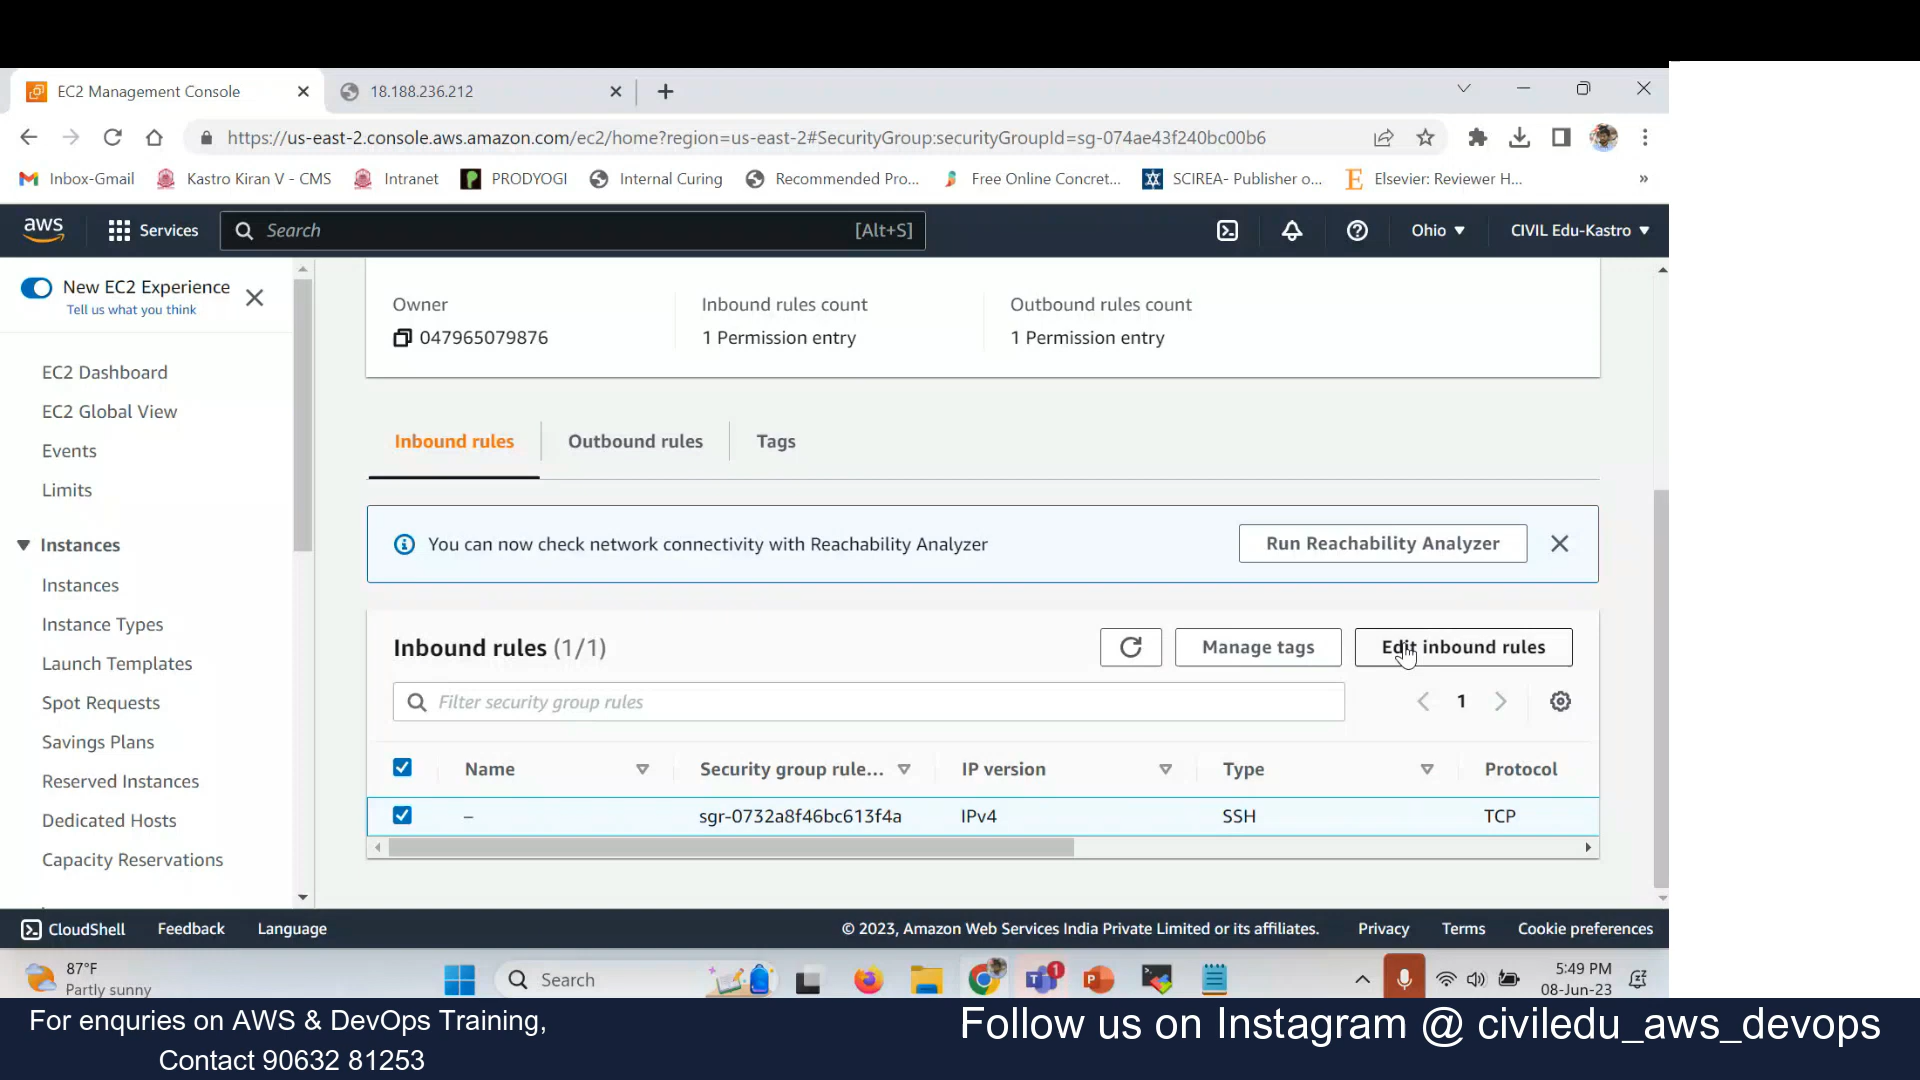 EC2 Management Console
18.188.236.212
https://us-east-2.console.aws.amazon.com/ec2/home?region=us-east-2#SecurityGroup:securityGroupId=sg-074ae43f240bc00b6
Inbox-Gmail
Kastro Kiran V - CMS
Intranet
PRODYOGI
Internal Curing
Recommended Pro...
Free Online Concret...
SCIREA- Publisher o...
Elsevier: Reviewer H...
»
aws
Services
Search
[Alt+S]
Ohio
CIVIL Edu-Kastro
New EC2 Experience
Tell us what you think
EC2 Dashboard
EC2 Global View
Events
Limits
Instances
Instances
Instance Types
Launch Templates
Spot Requests
Savings Plans
Reserved Instances
Dedicated Hosts
Capacity Reservations
Owner
047965079876
Inbound rules count
1 Permission entry
Outbound rules count
1 Permission entry
Inbound rules
Outbound rules
Tags
You can now check network connectivity with Reachability Analyzer
Run Reachability Analyzer
Inbound rules (1/1)
Manage tags
Edit inbound rules
Filter security group rules
1
Name
Security group rule...
IP version
Type
Protocol
–
sgr-0732a8f46bc613f4a
IPv4
SSH
TCP
CloudShell
Feedback
Language
© 2023, Amazon Web Services India Private Limited or its affiliates.
Privacy
Terms
Cookie preferences
87°F
Partly sunny
Search
1
5:49 PM
08-Jun-23
For enquries on AWS & DevOps Training,
Contact 90632 81253
Follow us on Instagram @ civiledu_aws_devops